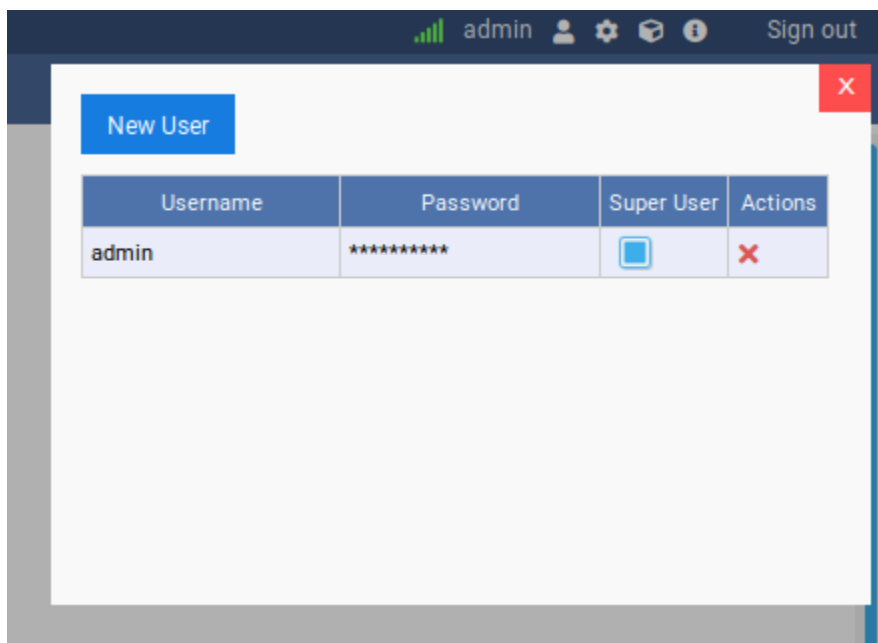 admin Sign out
X
New User
Username Password Super User Actions
admin **********